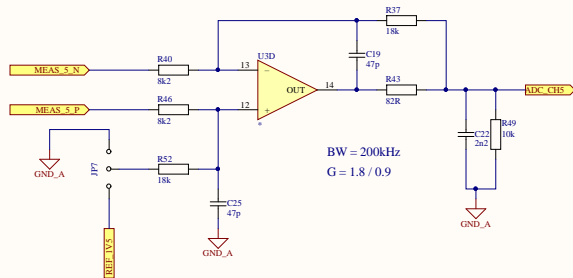 R37
18k
C19
47p
R40
8k2
MEAS_5_N
13
U3D
OUT
14
R43
82R
ADC_CH5
R46
8k2
MEAS_5_P
12
*
C22
2n2
R49
10k
BW = 200kHz
G = 1.8 / 0.9
GND_A
JP7
R52
18k
C25
47p
GND_A
GND_A
REF_1V5